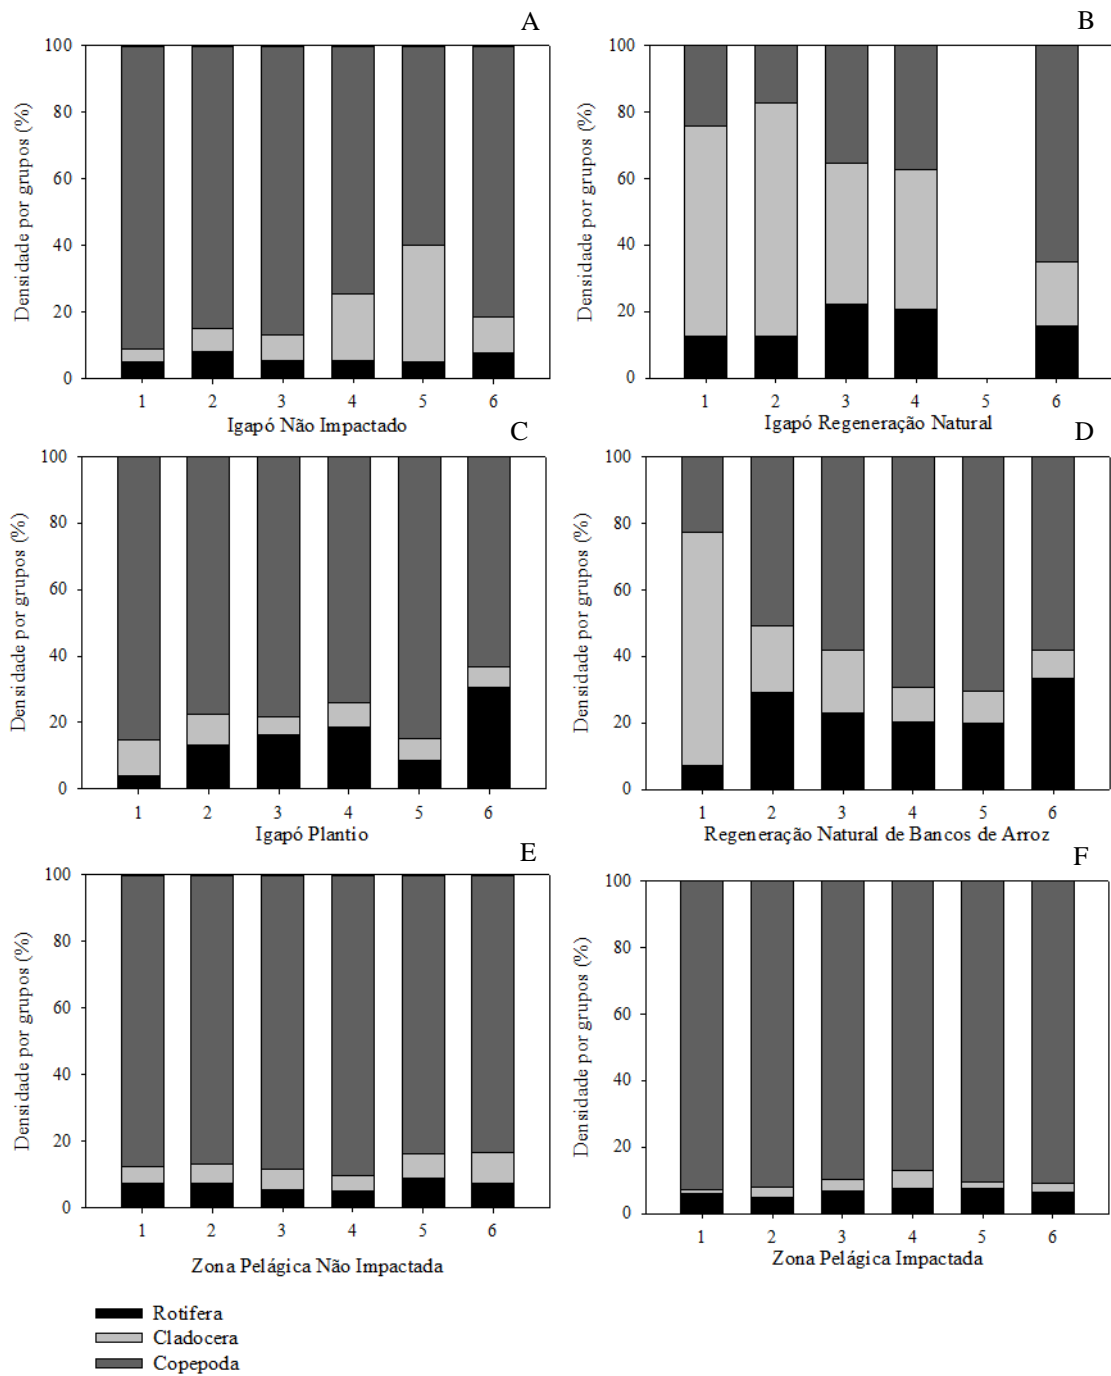 A
B
Densidade por grupos (%)
100
80
60
40
20
0
1 2 3 4 5 6
Igapó Não Impactado
Densidade por grupos (%)
100
80
60
40
20
0
1 2 3 4 5 6
Igapó Regeneração Natural
C
D
Densidade por grupos (%)
100
80
60
40
20
0
1 2 3 4 5 6
Igapó Plantio
Densidade por grupos (%)
100
80
60
40
20
0
1 2 3 4 5 6
Regeneração Natural de Bancos de Arroz
E
F
Densidade por grupos (%)
100
80
60
40
20
0
1 2 3 4 5 6
Zona Pelágica Não Impactada
Densidade por grupos (%)
100
80
60
40
20
0
1 2 3 4 5 6
Zona Pelágica Impactada
Rotifera
Cladocera
Copepoda